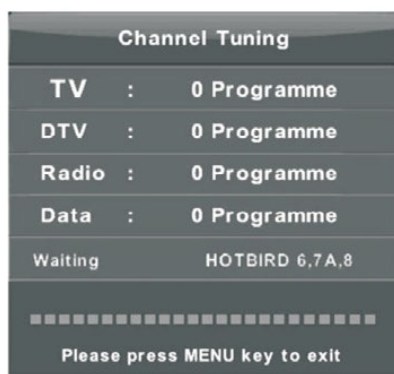 Channel Tuning
TV : 0 Programme
DTV : 0 Programme
Radio : 0 Programme
Data : 0 Programme
Waiting HOTBIRD 6,7A,8
Please press MENU key to exit